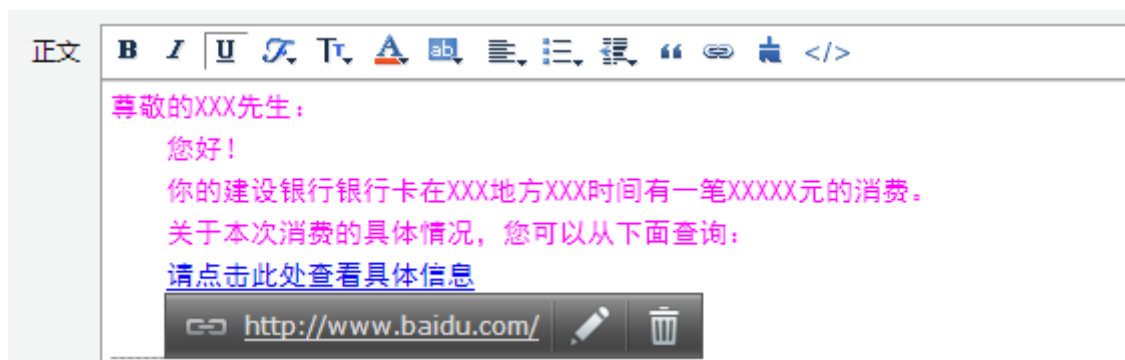 正文 B I U F Tт A ab “ </>
尊敬的XXX先生：
您好！
你的建设银行银行卡在XXX地方XXX时间有一笔XXXXX元的消费。
关于本次消费的具体情况，您可以从下面查询：
请点击此处查看具体信息
http://www.baidu.com/